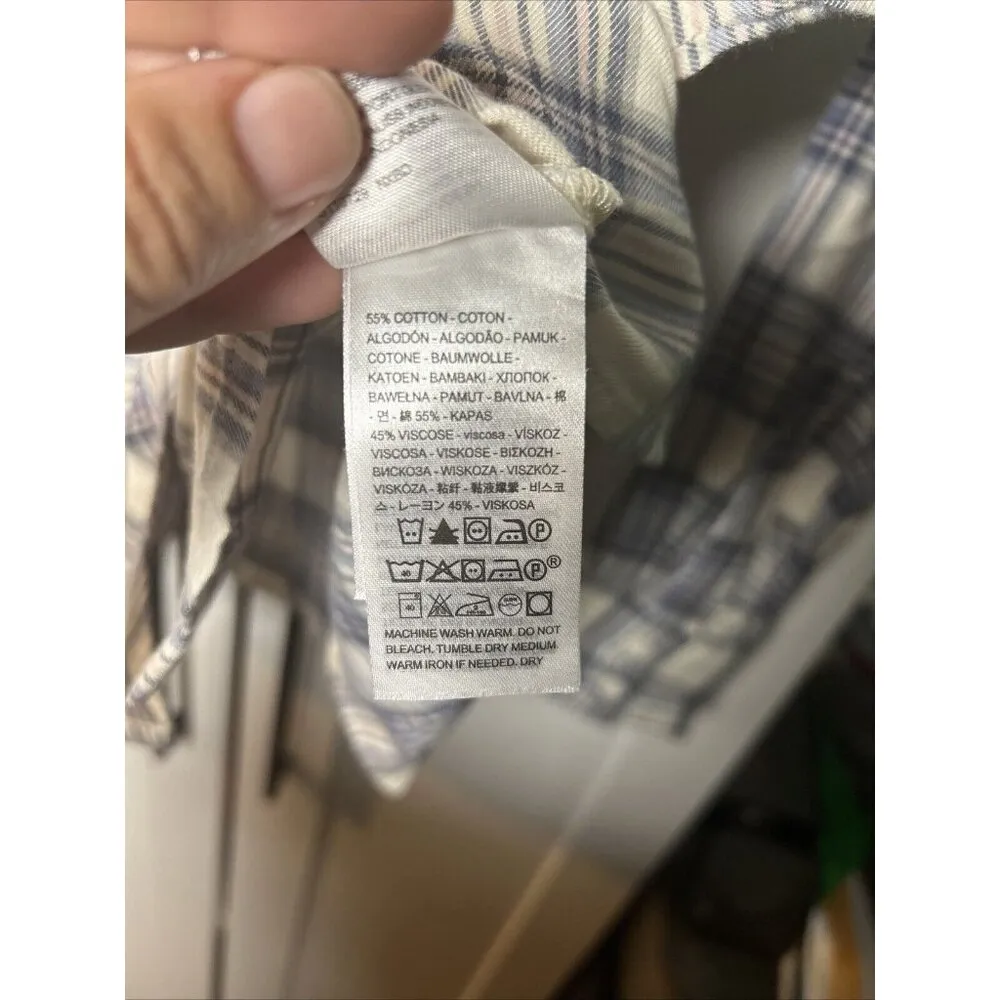 55% COTTON - COTON -
ALGODÓN - ALGODÃO - PAMUK -
COTONE - BAUMWOLLE -
KATOEN - BAMBAKI - ХЛОПОК -
BAWEŁNA - PAMUT - BAVLNA - 棉
- 면 - 綿 55% - KAPAS
45% VISCOSE - viscosa - VÍSKOZ -
VISCOSA - VISKOSE - ΒΙΣΚΟΖΗ -
ВИСКОЗА - WISKOZA - VISZKÓZ -
VISKÓZA - 粘纤 - 黏液嫘縈 - 비스코
스 - レーヨン 45% - VISKOSA
40
®
40
MACHINE WASH WARM. DO NOT
BLEACH. TUMBLE DRY MEDIUM.
WARM IRON IF NEEDED. DRY